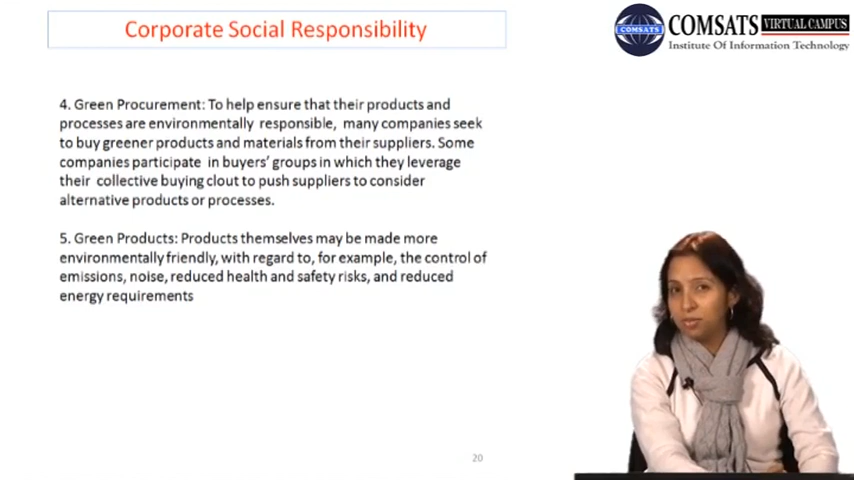 Corporate Social Responsibility
COMSATS
COMSATS VIRTUAL CAMPUS
Institute Of Information Technology
4. Green Procurement: To help ensure that their products and
processes are environmentally responsible, many companies seek
to buy greener products and materials from their suppliers. Some
companies participate in buyers’ groups in which they leverage
their collective buying clout to push suppliers to consider
alternative products or processes.
5. Green Products: Products themselves may be made more
environmentally friendly, with regard to, for example, the control of
emissions, noise, reduced health and safety risks, and reduced
energy requirements
20